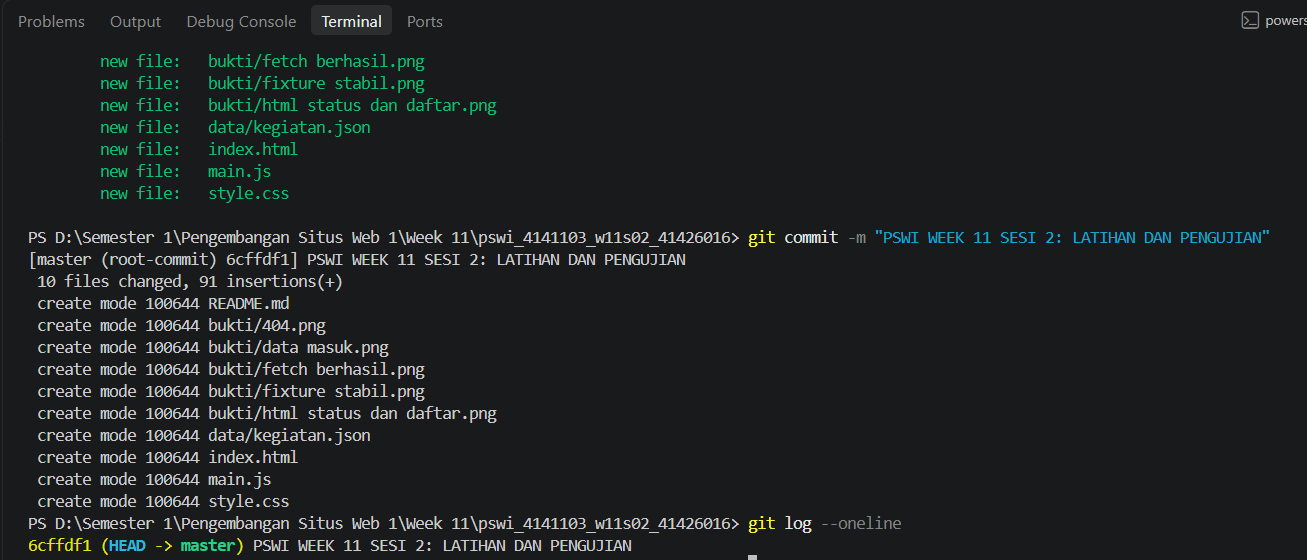 Problems Output Debug Console Terminal Ports powers
new file: bukti/fetch berhasil.png
new file: bukti/fixture stabil.png
new file: bukti/html status dan daftar.png
new file: data/kegiatan.json
new file: index.html
new file: main.js
new file: style.css
PS D:\Semester 1\Pengembangan Situs Web 1\Week 11\pswi_4141103_w11s02_41426016> git commit -m "PSWI WEEK 11 SESI 2: LATIHAN DAN PENGUJIAN"
[master (root-commit) 6cffdf1] PSWI WEEK 11 SESI 2: LATIHAN DAN PENGUJIAN
10 files changed, 91 insertions(+)
create mode 100644 README.md
create mode 100644 bukti/404.png
create mode 100644 bukti/data masuk.png
create mode 100644 bukti/fetch berhasil.png
create mode 100644 bukti/fixture stabil.png
create mode 100644 bukti/html status dan daftar.png
create mode 100644 data/kegiatan.json
create mode 100644 index.html
create mode 100644 main.js
create mode 100644 style.css
PS D:\Semester 1\Pengembangan Situs Web 1\Week 11\pswi_4141103_w11s02_41426016> git log --oneline
6cffdf1 (HEAD -> master) PSWI WEEK 11 SESI 2: LATIHAN DAN PENGUJIAN